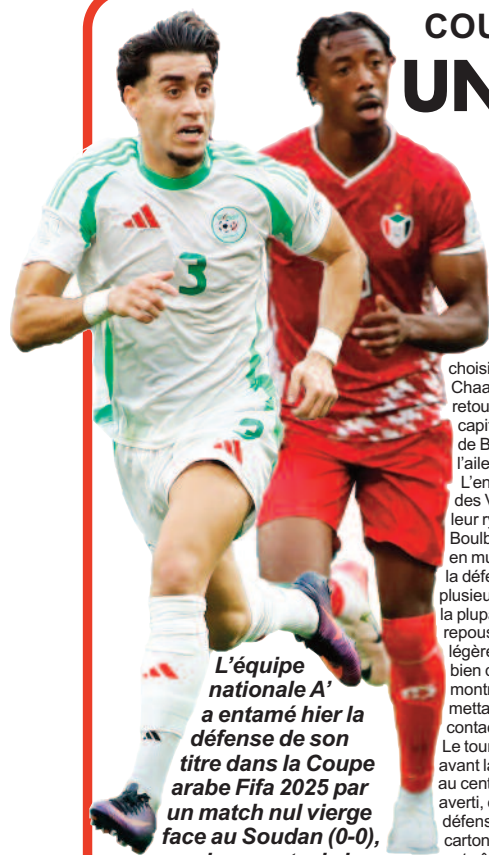 COU
UN
3
3
choisi
Chaa
retou
capit
de B
l'aile
L'en
des V
leur ry
Boulb
en mu
la défe
plusieu
la plupa
repous
légère
bien d
montr
metta
contac
Le tour
avant la
au cent
averti, e
défens
carton
L'équipe
nationale A'
a entamé hier la
défense de son
titre dans la Coupe
arabe Fifa 2025 par
un match nul vierge
face au Soudan (0-0),